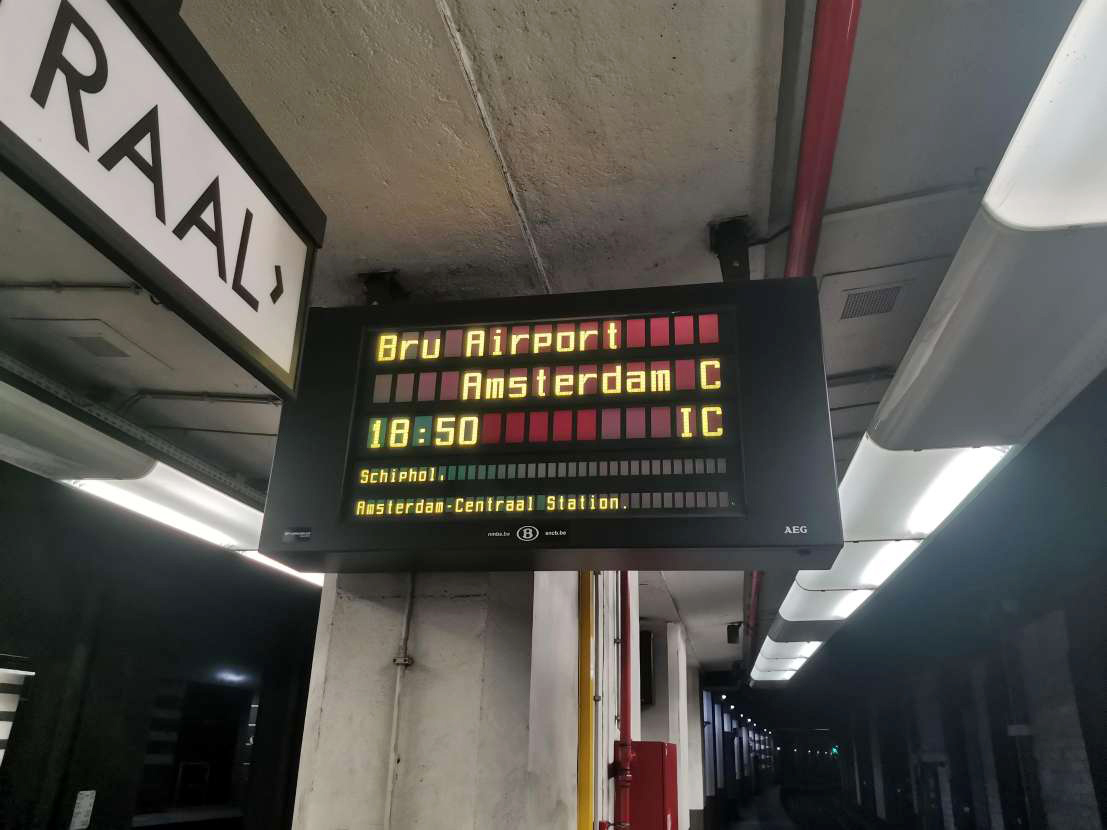 RAAL >
Bru Airport
Amsterdam C
18:50 IC
Schiphol,
Amsterdam-Centraal Station.
nmbs.be B sncb.be
AEG